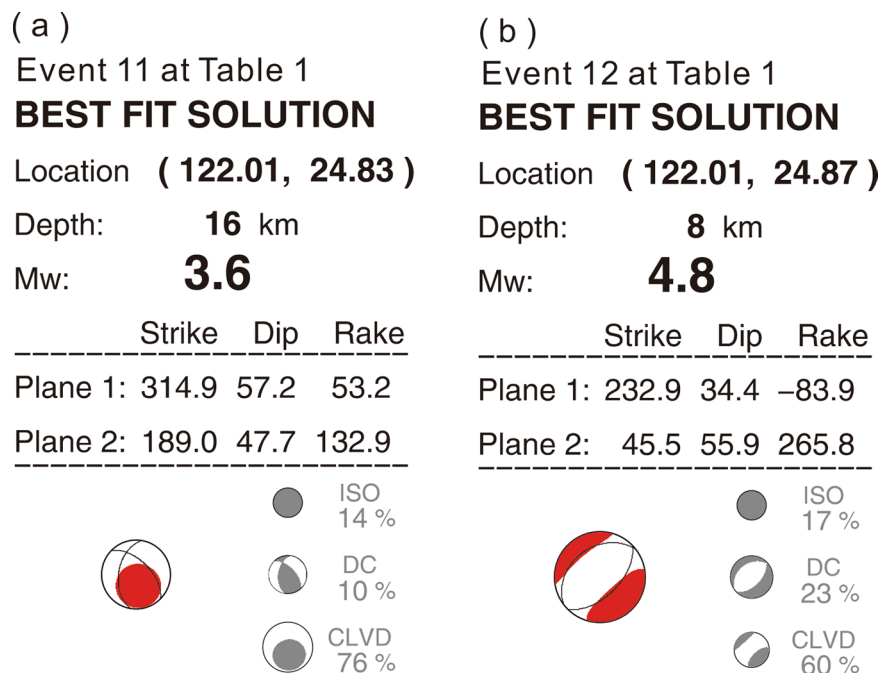 ( a )
Event 11 at Table 1
BEST FIT SOLUTION
Location ( 122.01, 24.83 )
Depth: 16 km
Mw: 3.6
Strike Dip Rake
Plane 1: 314.9 57.2 53.2
Plane 2: 189.0 47.7 132.9
ISO
14 %
DC
10 %
CLVD
76 %
( b )
Event 12 at Table 1
BEST FIT SOLUTION
Location ( 122.01, 24.87 )
Depth: 8 km
Mw: 4.8
Strike Dip Rake
Plane 1: 232.9 34.4 −83.9
Plane 2: 45.5 55.9 265.8
ISO
17 %
DC
23 %
CLVD
60 %